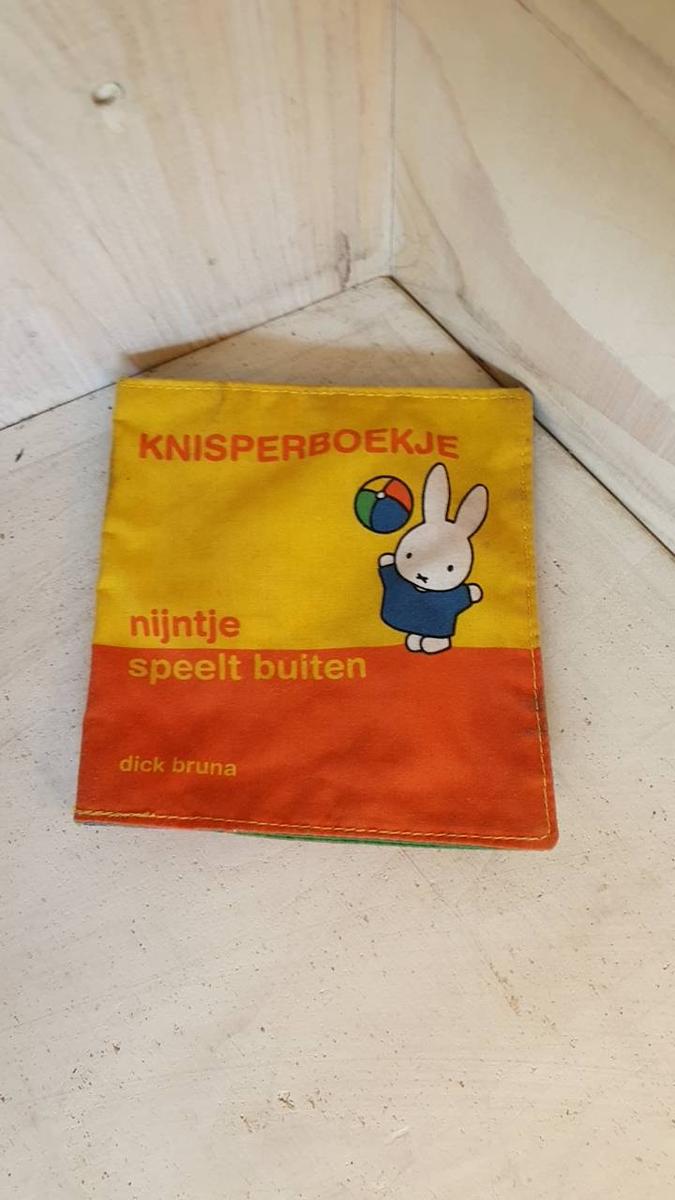 KNISPERBOEKJE
nijntje
speelt buiten
dick bruna